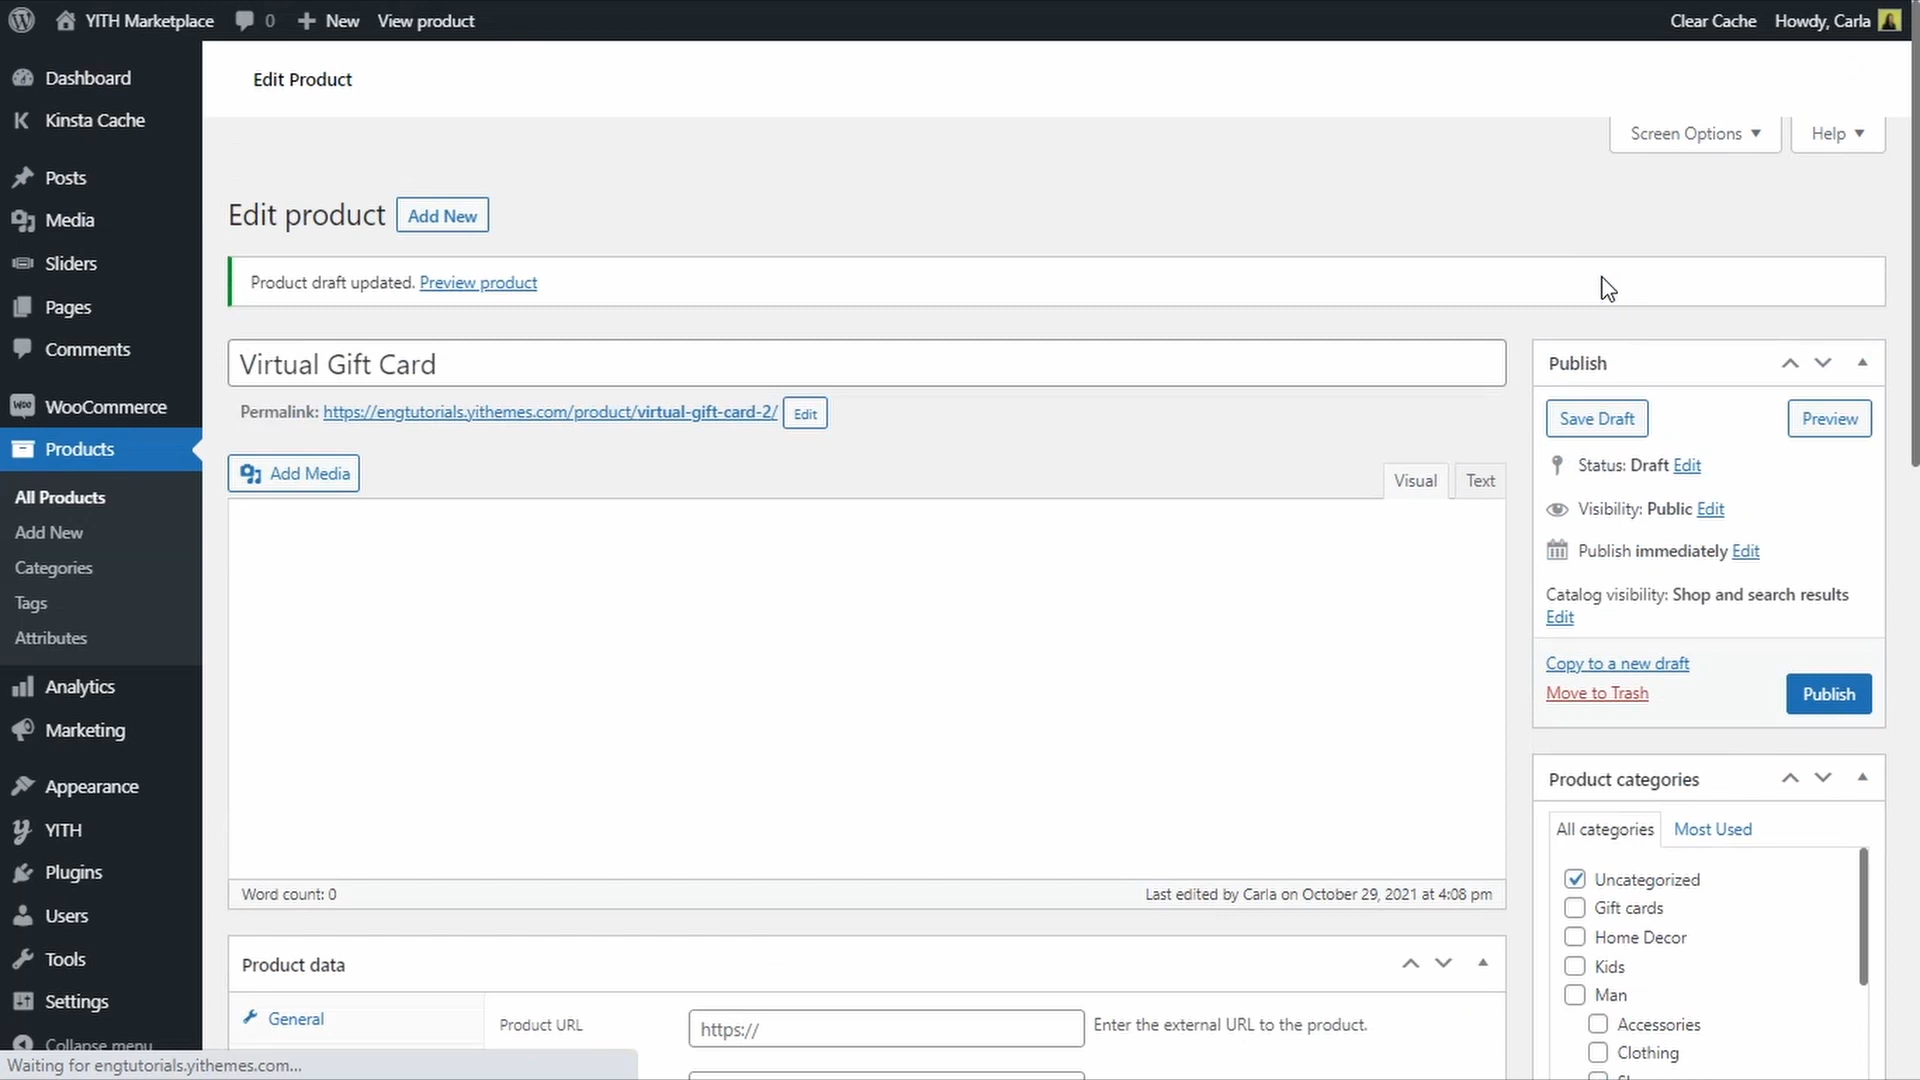 YITH Marketplace
0
New
View product
Clear Cache
Howdy, Carla
Dashboard
Kinsta Cache
Posts
Media
Sliders
Pages
Comments
WooCommerce
Products
All Products
Add New
Categories
Tags
Attributes
Analytics
Marketing
Appearance
YITH
Plugins
Users
Tools
Settings
Collapse menu
Waiting for engtutorials.yithemes.com...
Edit Product
Screen Options
Help
Edit product
Add New
Product draft updated. Preview product
Virtual Gift Card
Permalink: https://engtutorials.yithemes.com/product/virtual-gift-card-2/ Edit
Add Media
Visual
Text
Word count: 0
Last edited by Carla on October 29, 2021 at 4:08 pm
Product data
General
Product URL
https://
Enter the external URL to the product.
Publish
Save Draft
Preview
Status: Draft Edit
Visibility: Public Edit
Publish immediately Edit
Catalog visibility: Shop and search results
Edit
Copy to a new draft
Move to Trash
Publish
Product categories
All categories
Most Used
Uncategorized
Gift cards
Home Decor
Kids
Man
Accessories
Clothing